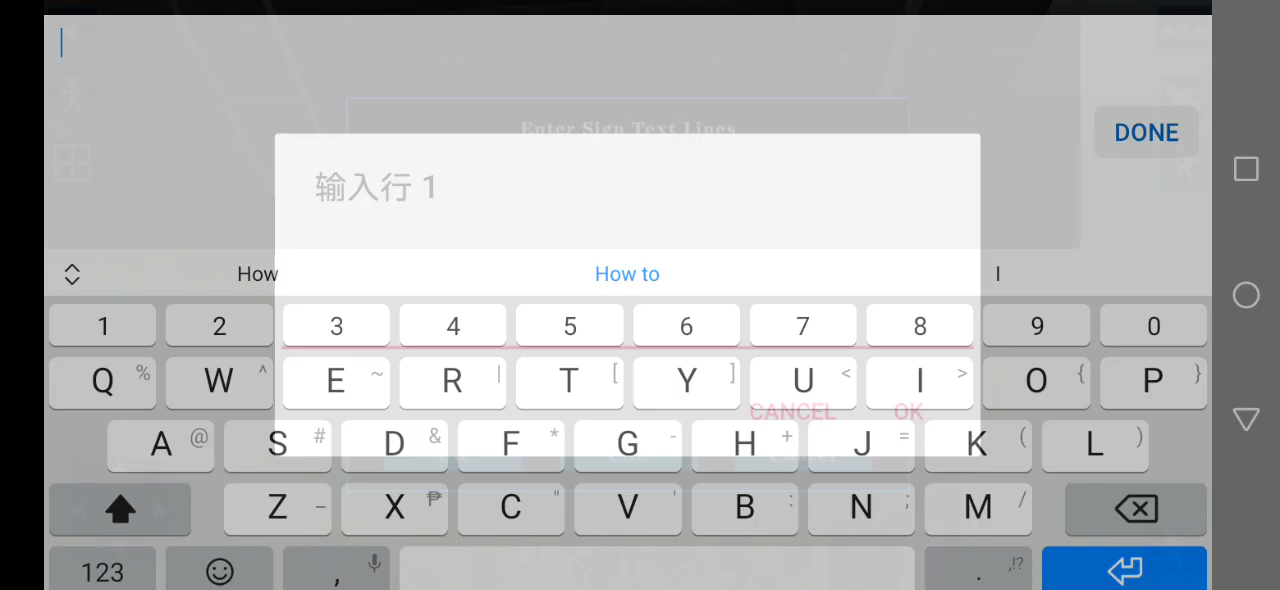 Enter Sign Text Lines
DONE
输入行 1
How How to I
1 2 3 4 5 6 7 8 9 0
Q % W ^ E ~ R | T [ Y ] U < I > O { P }
CANCEL OK
A @ S # D & F * G - H + J = K ( L )
Z _ X ₱ C " V ' B : N ; M /
123 , . ,!?